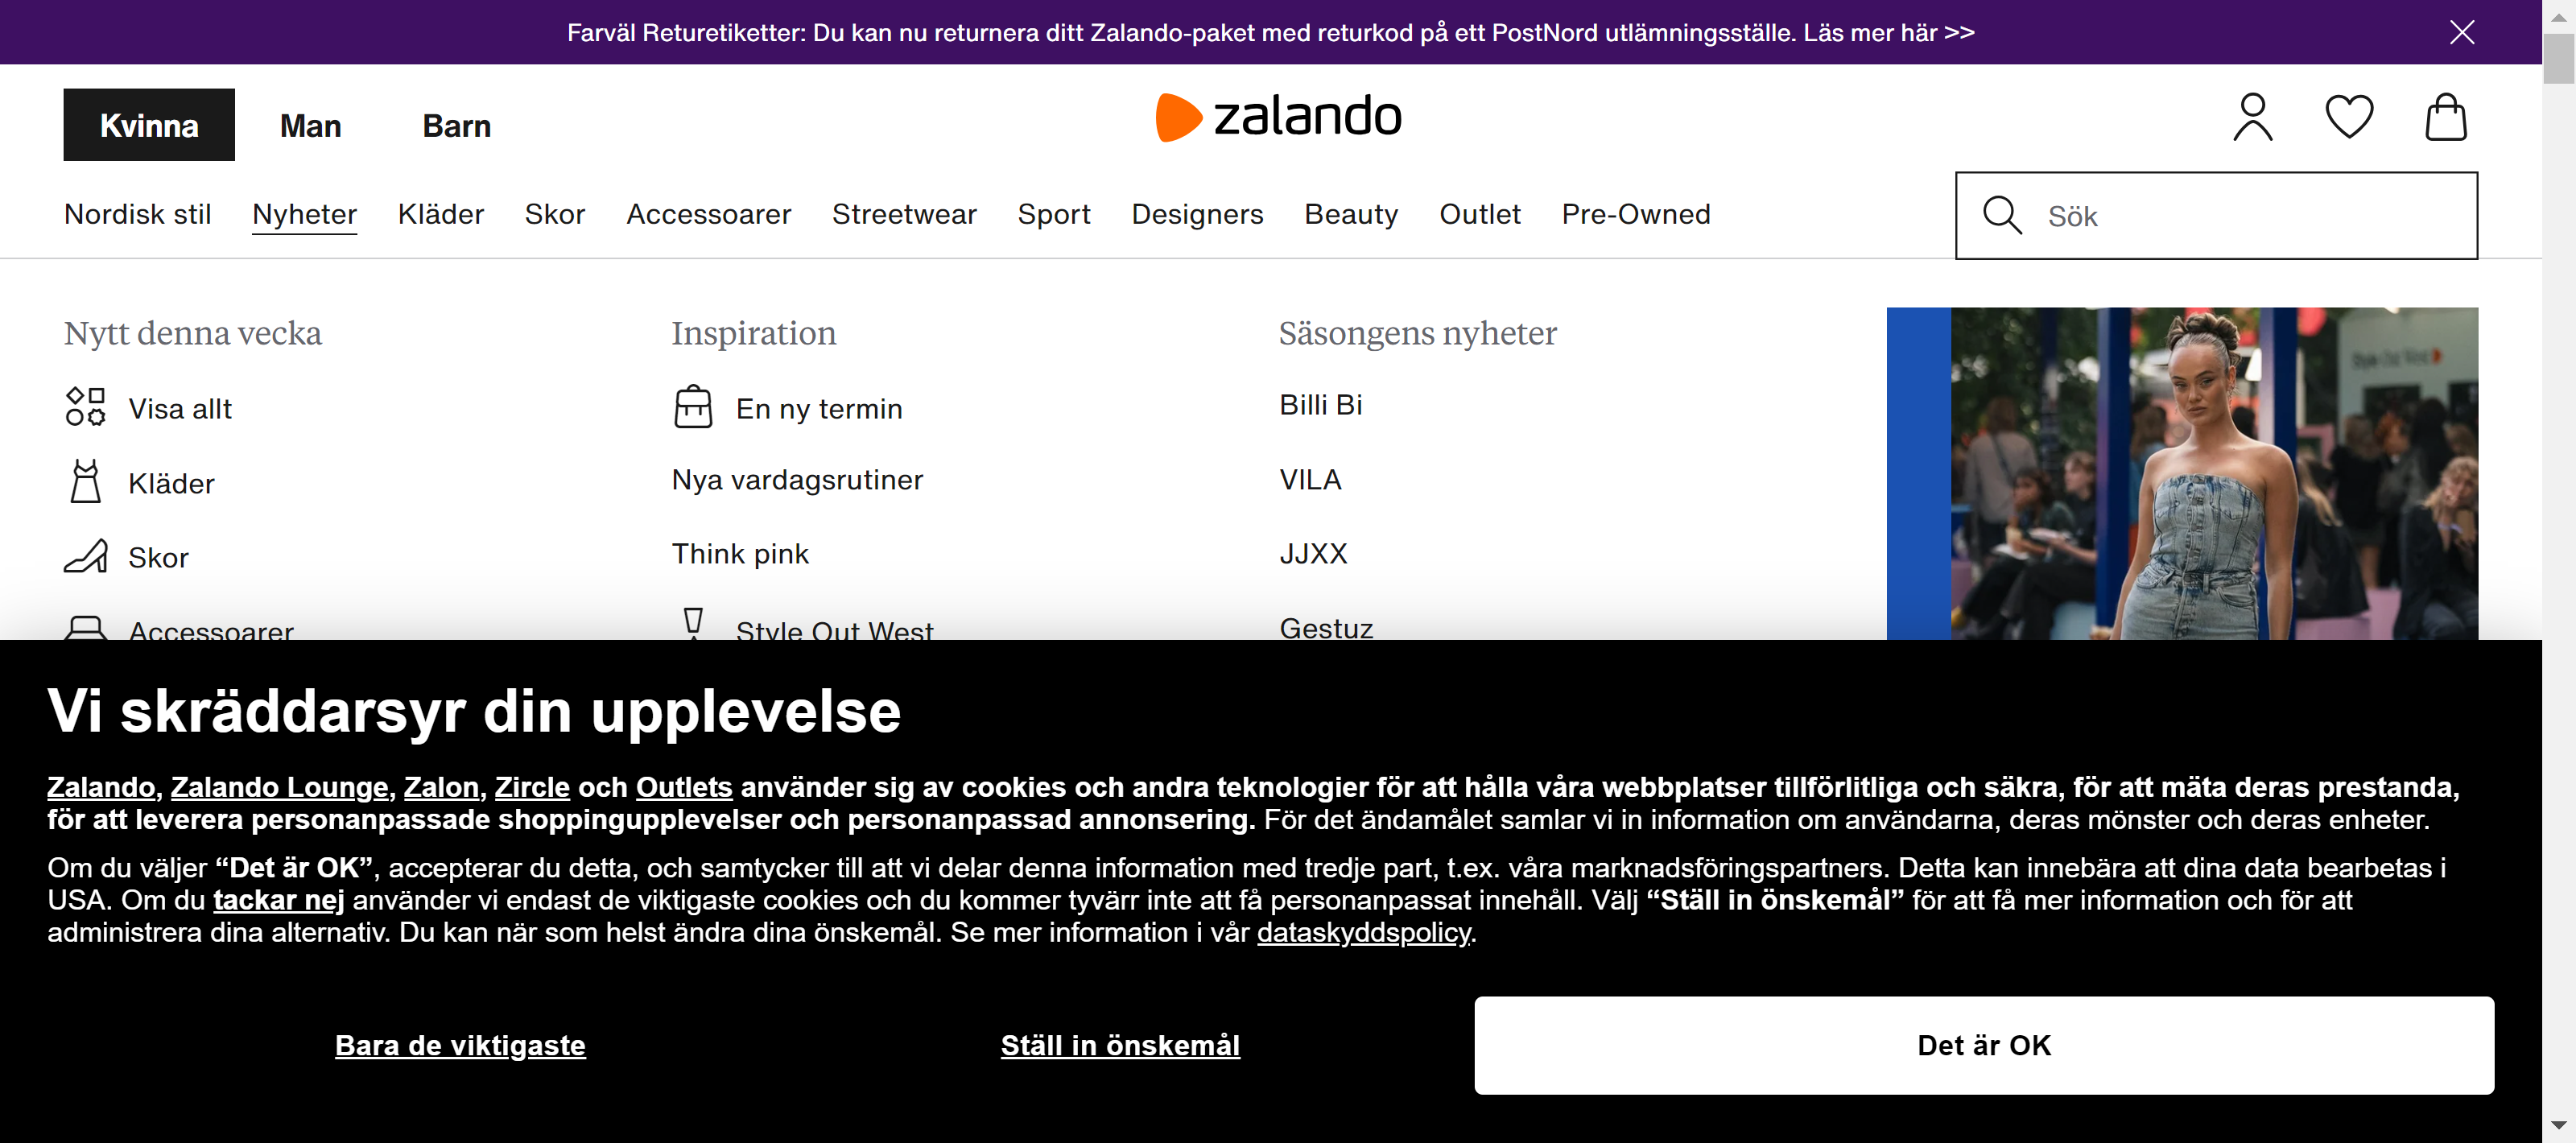 Farväl Returetiketter: Du kan nu returnera ditt Zalando-paket med returkod på ett PostNord utlämningsställe. Läs mer här >>
Kvinna Man Barn
zalando
Nordisk stil Nyheter Kläder Skor Accessoarer Streetwear Sport Designers Beauty Outlet Pre-Owned
Sök
Nytt denna vecka
Visa allt
Kläder
Skor
Accessoarer
Inspiration
En ny termin
Nya vardagsrutiner
Think pink
Style Out West
Säsongens nyheter
Billi Bi
VILA
JJXX
Gestuz
Vi skräddarsyr din upplevelse
Zalando, Zalando Lounge, Zalon, Zircle och Outlets använder sig av cookies och andra teknologier för att hålla våra webbplatser tillförlitliga och säkra, för att mäta deras prestanda,
för att leverera personanpassade shoppingupplevelser och personanpassad annonsering. För det ändamålet samlar vi in information om användarna, deras mönster och deras enheter.
Om du väljer “Det är OK”, accepterar du detta, och samtycker till att vi delar denna information med tredje part, t.ex. våra marknadsföringspartners. Detta kan innebära att dina data bearbetas i
USA. Om du tackar nej använder vi endast de viktigaste cookies och du kommer tyvärr inte att få personanpassat innehåll. Välj “Ställ in önskemål” för att få mer information och för att
administrera dina alternativ. Du kan när som helst ändra dina önskemål. Se mer information i vår dataskyddspolicy.
Bara de viktigaste
Ställ in önskemål
Det är OK